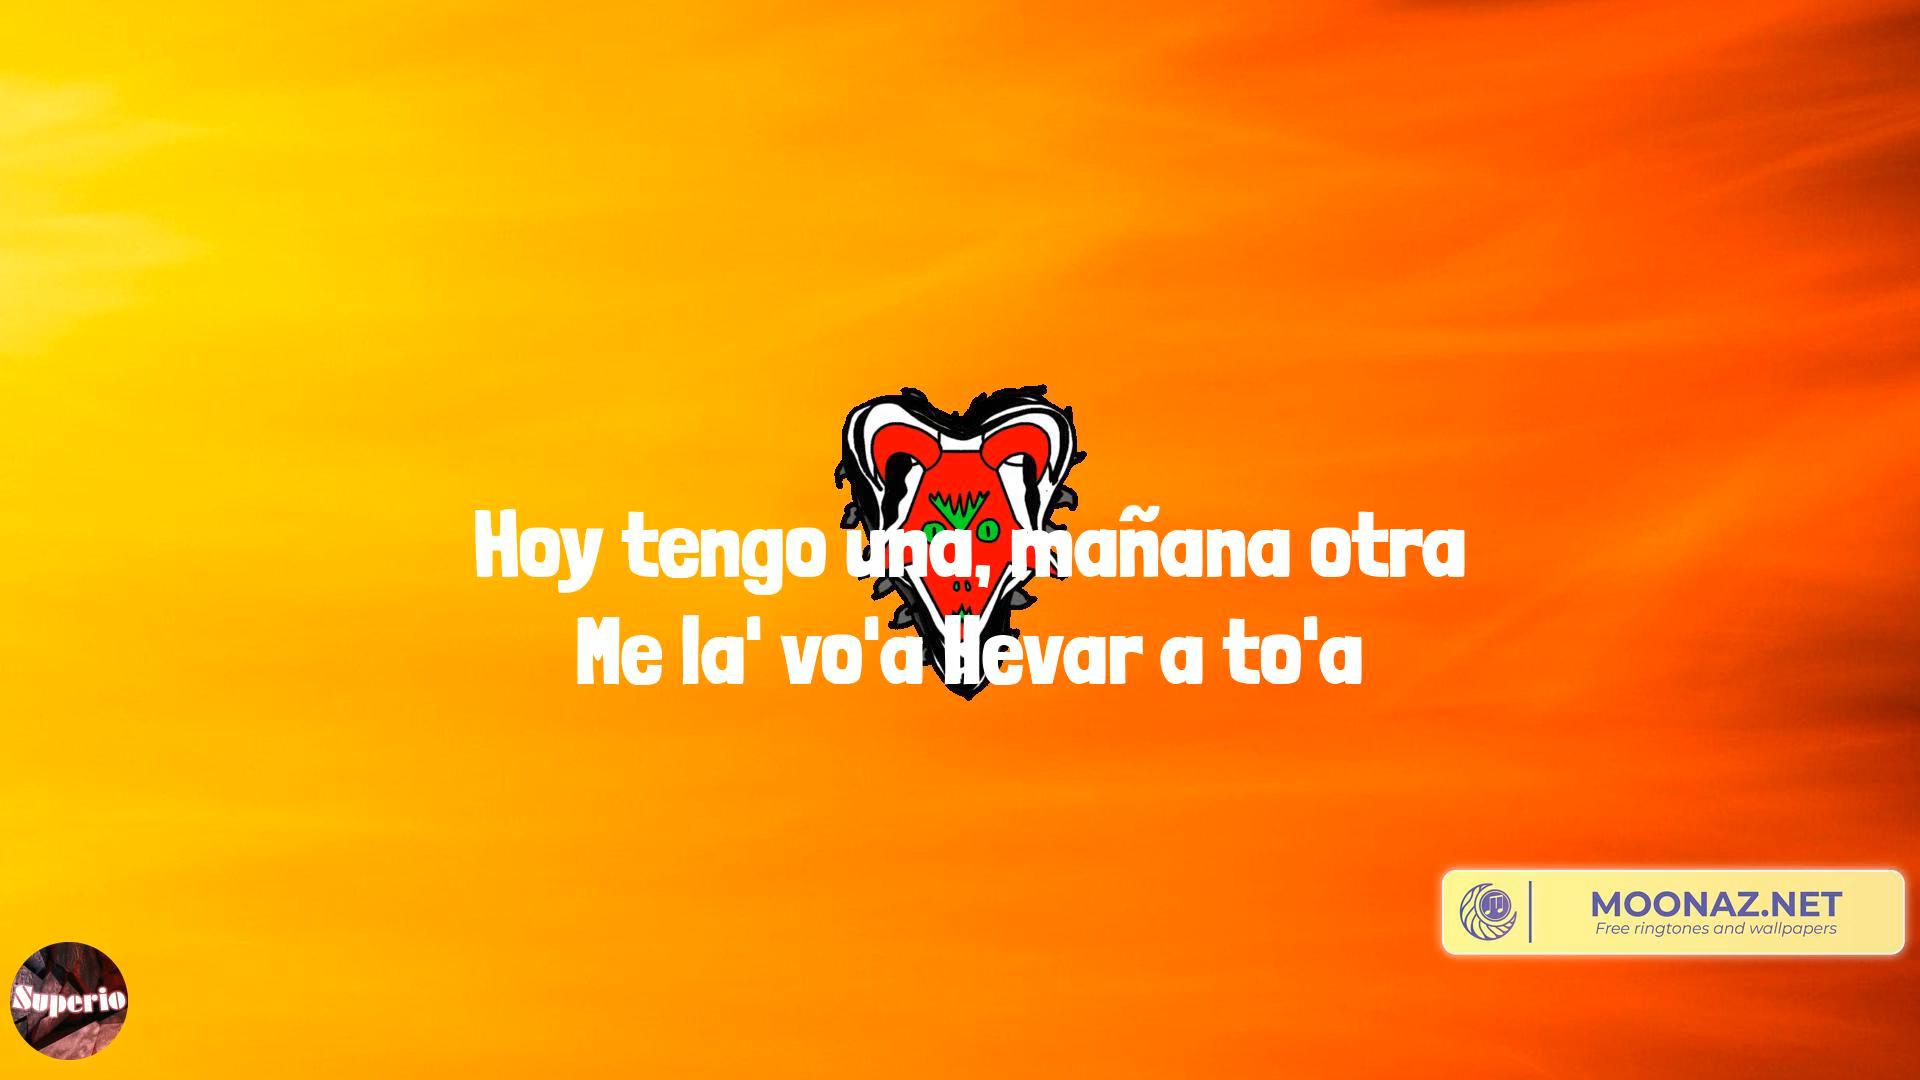 Hoy tengo una, mañana otra
Me la' vo'a llevar a to'a
MOONAZ.NET
Free ringtones and wallpapers
Superio